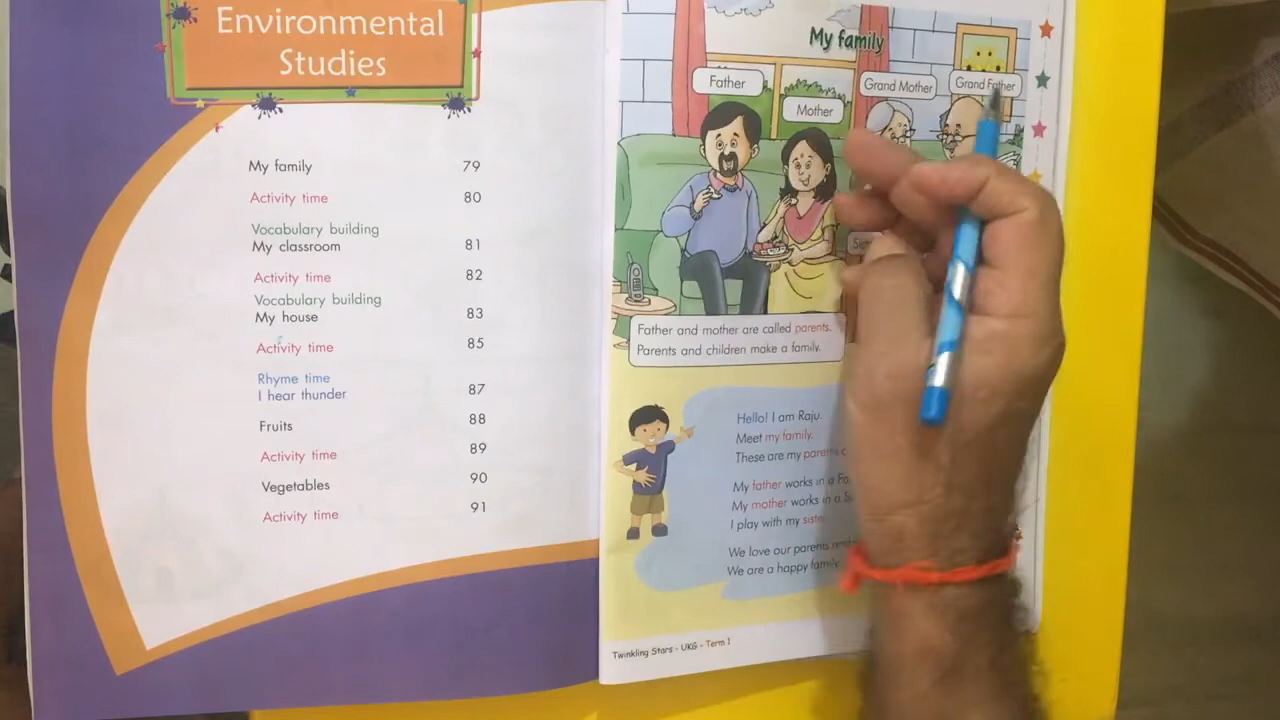 Environmental
Studies
My family 79
Activity time 80
Vocabulary building
My classroom 81
Activity time 82
Vocabulary building
My house 83
Activity time 85
Rhyme time
I hear thunder 87
Fruits 88
Activity time 89
Vegetables 90
Activity time 91
My family
Father
Mother
Grand Mother
Grand Father
Father and mother are called parents.
Parents and children make a family.
Hello! I am Raju.
Meet my family.
These are my parents
My father works in a
My mother works in a
I play with my sister
We love our parents
We are a happy family
Twinkling Stars - UKG - Term 1